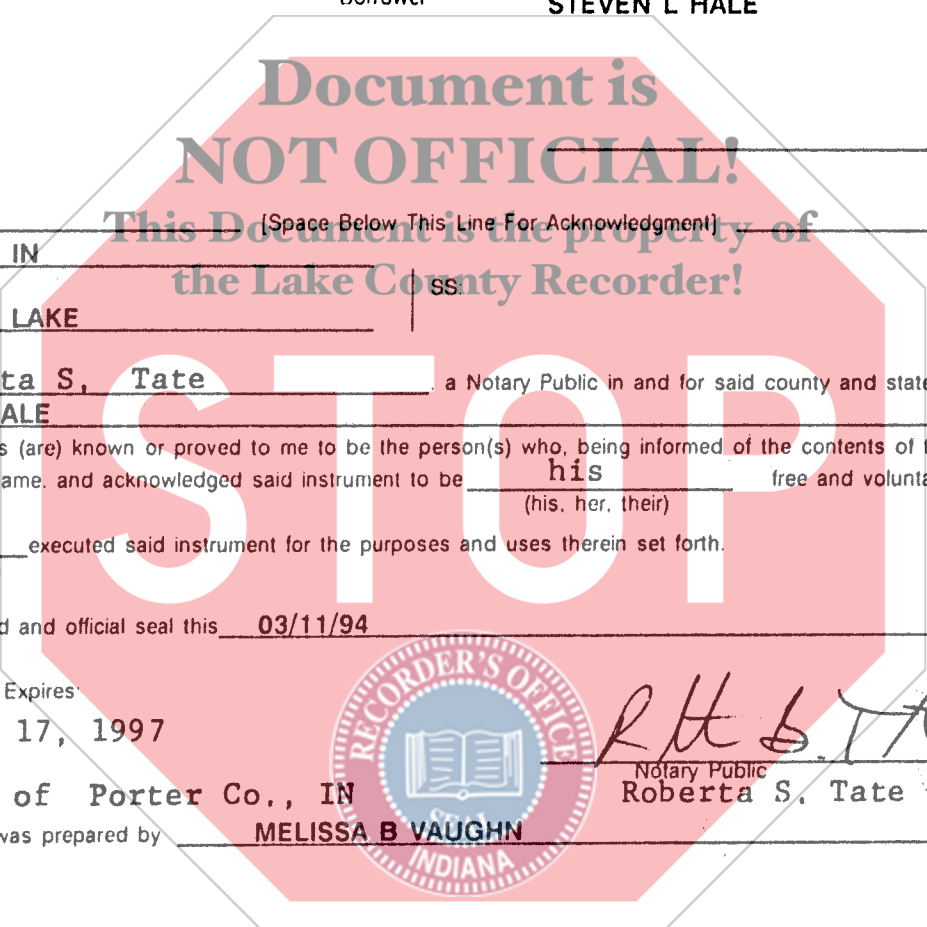 Borrower STEVEN L HALE
Document is
NOT OFFICIAL!
[Space Below This Line For Acknowledgment]
This Document is the property of
IN
the Lake County Recorder!
SS:
LAKE
STOP
ta S, Tate , a Notary Public in and for said county and state
ALE
s (are) known or proved to me to be the person(s) who, being informed of the contents of t
ame, and acknowledged said instrument to be his free and volunta
(his, her, their)
executed said instrument for the purposes and uses therein set forth.
d and official seal this 03/11/94
RECORDER'S OFFICE
Expires:
17, 1997
Notary Public
of Porter Co., IN Roberta S. Tate
SEAL
was prepared by MELISSA B VAUGHN
INDIANA